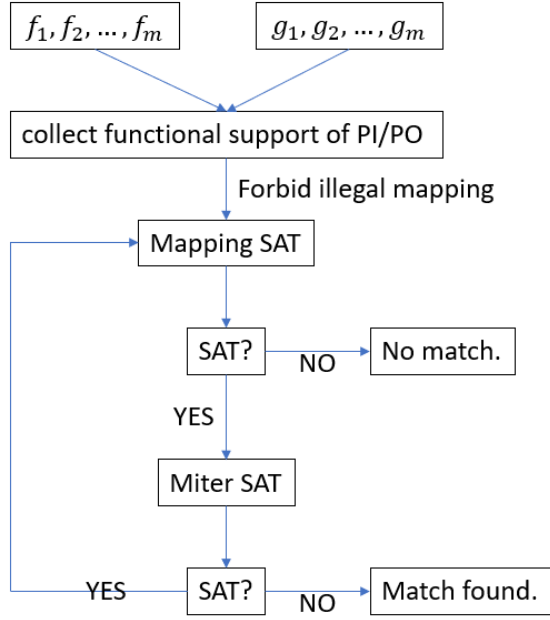 f₁, f₂, …, fₘ
g₁, g₂, …, gₘ
collect functional support of PI/PO
Forbid illegal mapping
Mapping SAT
SAT?
NO
No match.
YES
Miter SAT
YES
SAT?
NO
Match found.